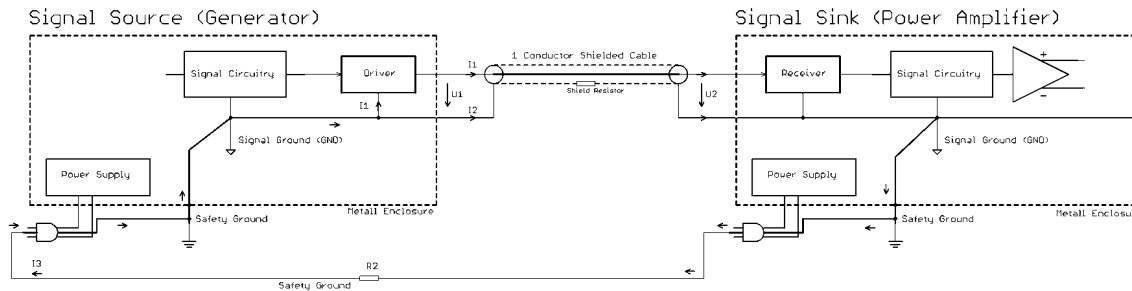 Signal Source (Generator)
Signal Sink (Power Amplifier)
1 Conductor Shielded Cable
Signal Circuitry
Driver
I1
U1
Shield Resistor
U2
Receiver
Signal Circuitry
+
-
I1
I2
Signal Ground (GND)
Signal Ground (GND)
Power Supply
Power Supply
Metall Enclosure
Metall Enclosu
Safety Ground
Safety Ground
I3
R2
Safety Ground